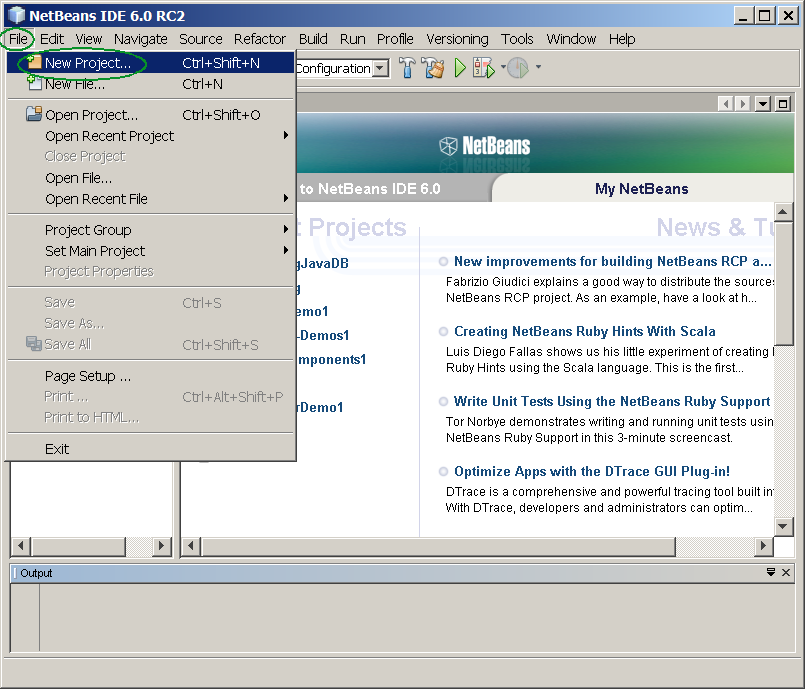 NetBeans IDE 6.0 RC2
File Edit View Navigate Source Refactor Build Run Profile Versioning Tools Window Help
New Project... Ctrl+Shift+N
New File... Ctrl+N
Open Project... Ctrl+Shift+O
Open Recent Project
Close Project
Open File...
Open Recent File
Project Group
Set Main Project
Project Properties
Save Ctrl+S
Save As...
Save All Ctrl+Shift+S
Page Setup ...
Print ... Ctrl+Alt+Shift+P
Print to HTML...
Exit
Configuration>
NetBeans
to NetBeans IDE 6.0
My NetBeans
Projects
gJavaDB
g
emo1
-Demos1
mponents1
rDemo1
News & Tu
New improvements for building NetBeans RCP a...
Fabrizio Giudici explains a good way to distribute the sources
NetBeans RCP project. As an example, have a look at h...
Creating NetBeans Ruby Hints With Scala
Luis Diego Fallas shows us his little experiment of creating
Ruby Hints using the Scala language. This is the first...
Write Unit Tests Using the NetBeans Ruby Support
Tor Norbye demonstrates writing and running unit tests using
NetBeans Ruby Support in this 3-minute screencast.
Optimize Apps with the DTrace GUI Plug-in!
DTrace is a comprehensive and powerful tracing tool built in
With DTrace, developers and administrators can optim...
Output